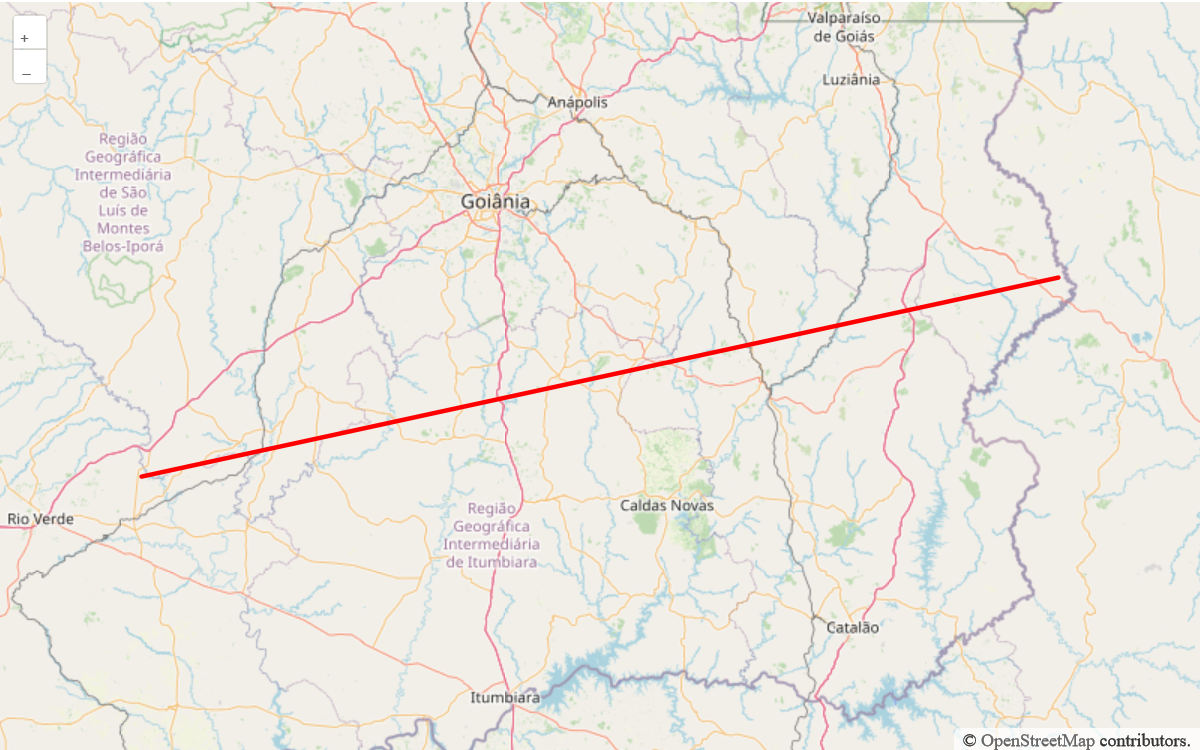 +
–
Valparaíso
de Goiás
Luziânia
Anápolis
Região
Geográfica
Intermediária
de São
Luís de
Montes
Belos-Iporá
Goiânia
Rio Verde
Região
Geográfica
Intermediária
de Itumbiara
Caldas Novas
Catalão
Itumbiara
© OpenStreetMap contributors.